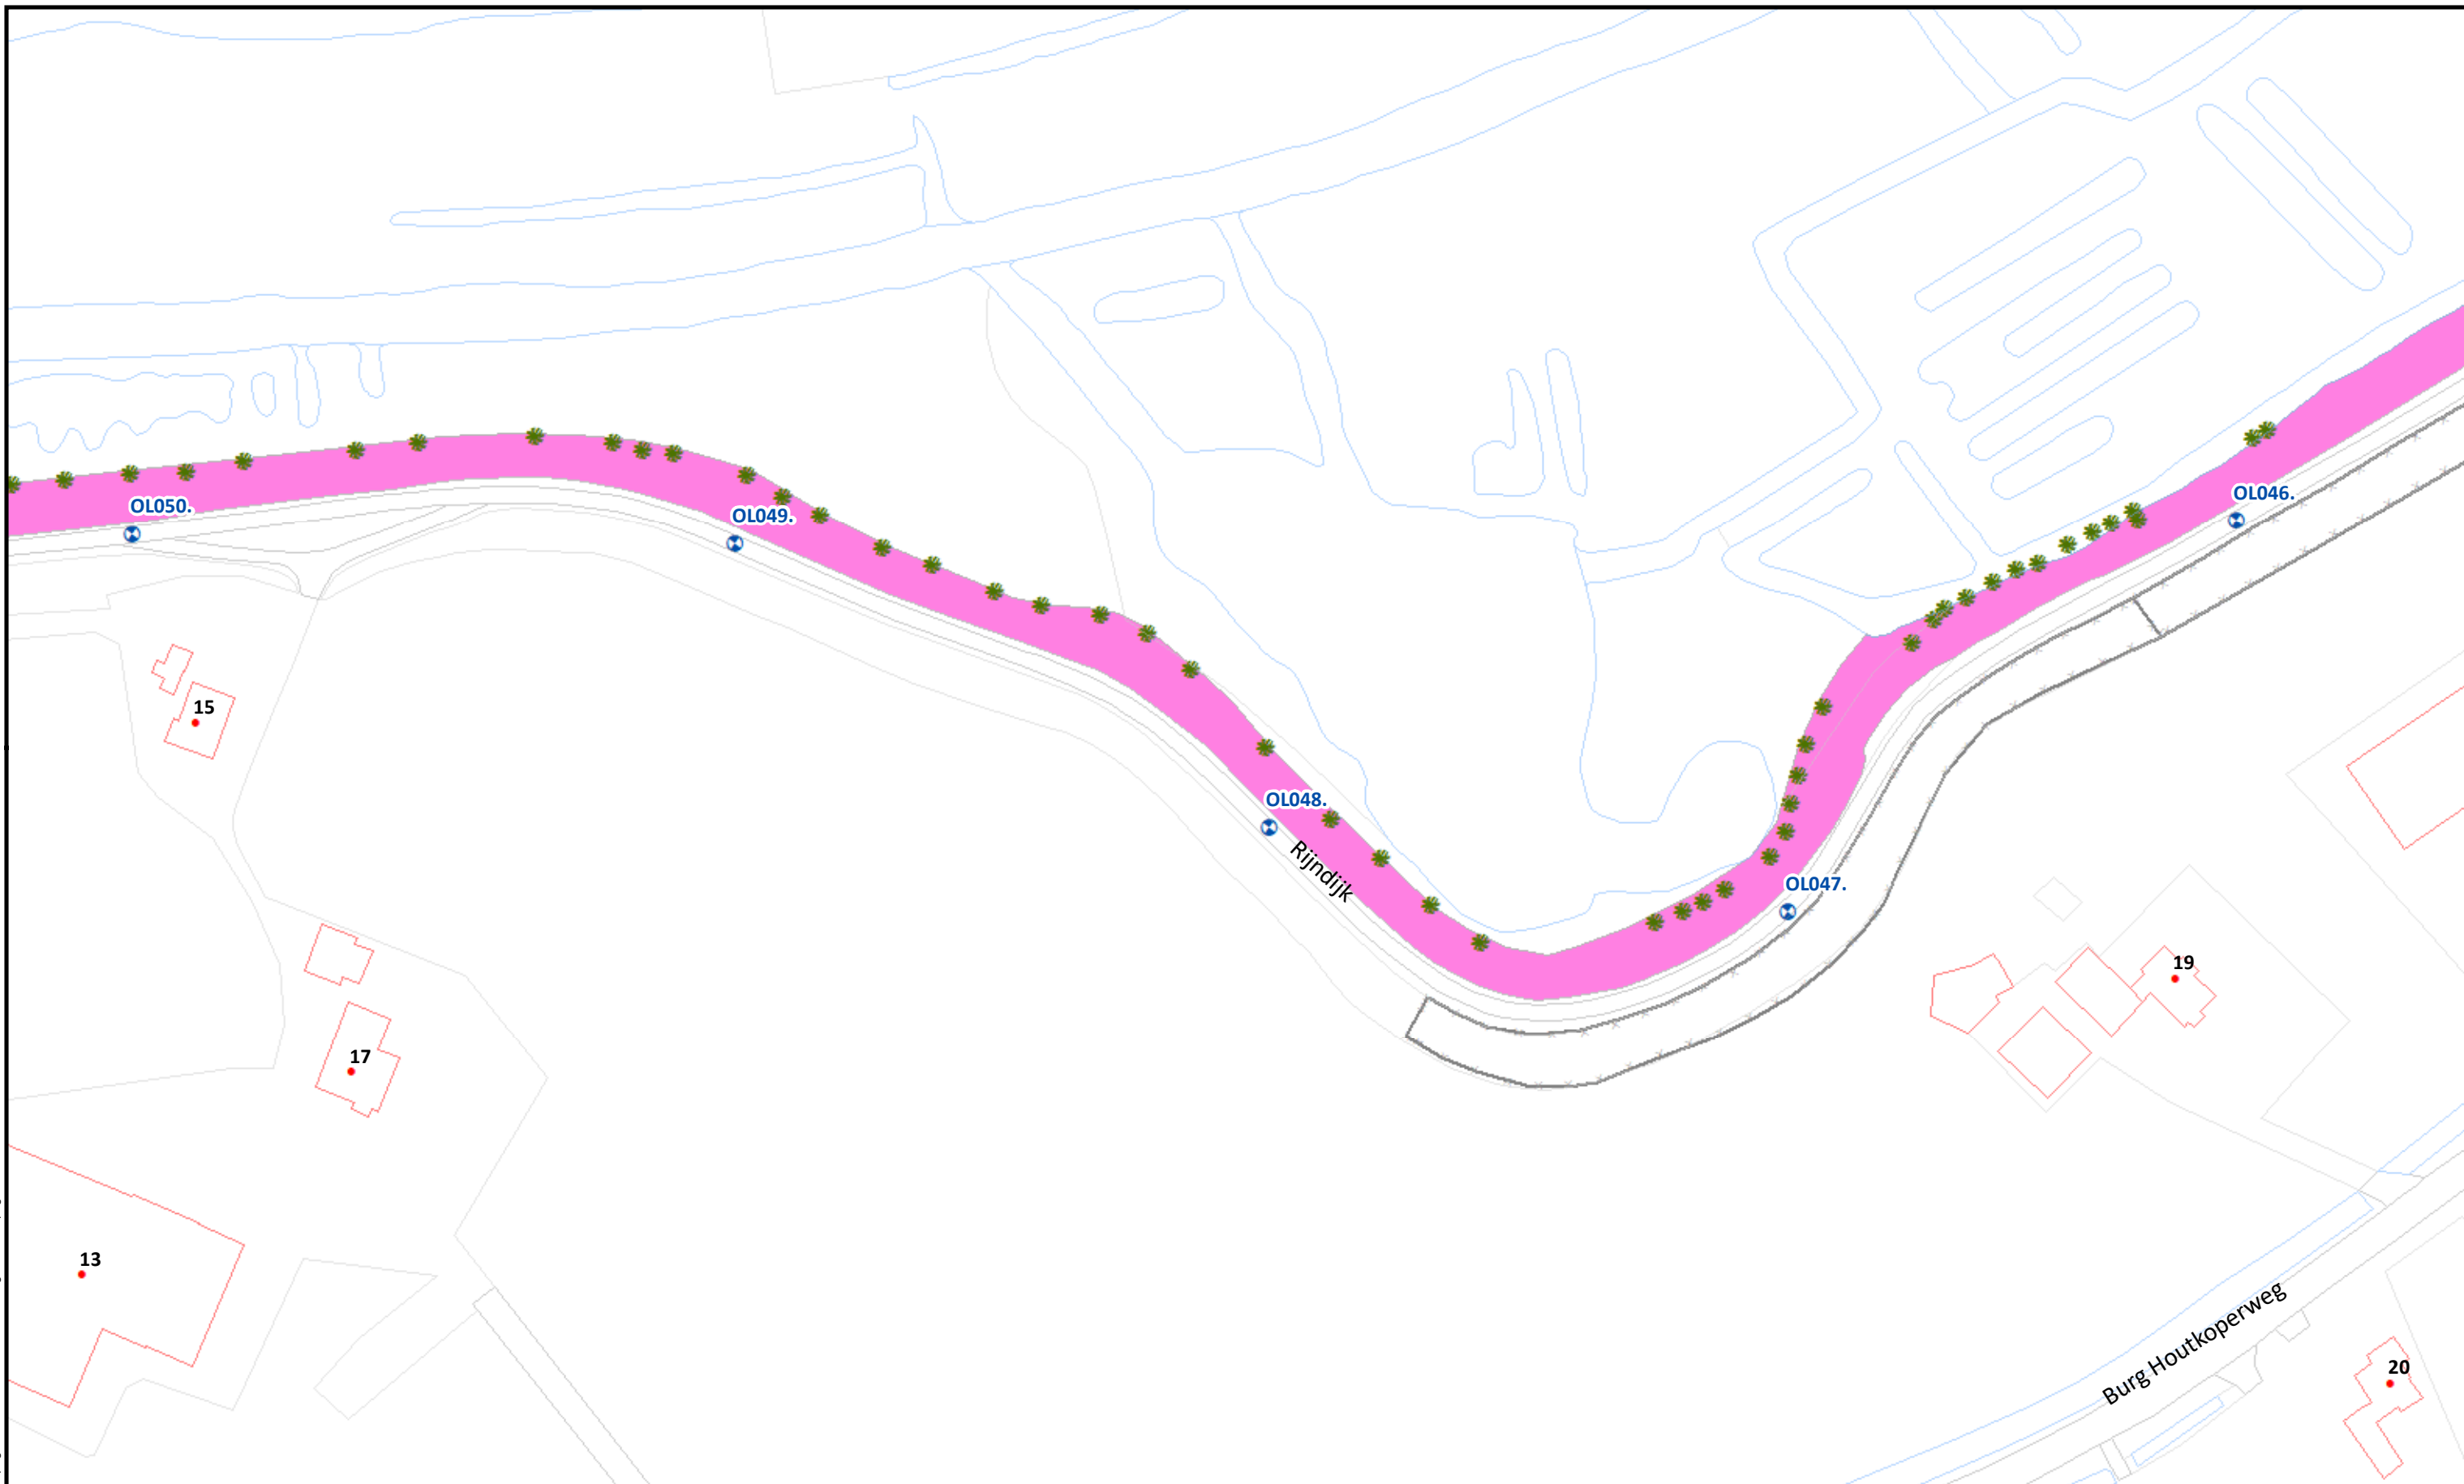 OL046.
OL050.
OL049.
15
OL048.
Rijndijk
OL047.
19
17
13
Burg Houtkoperweg
20